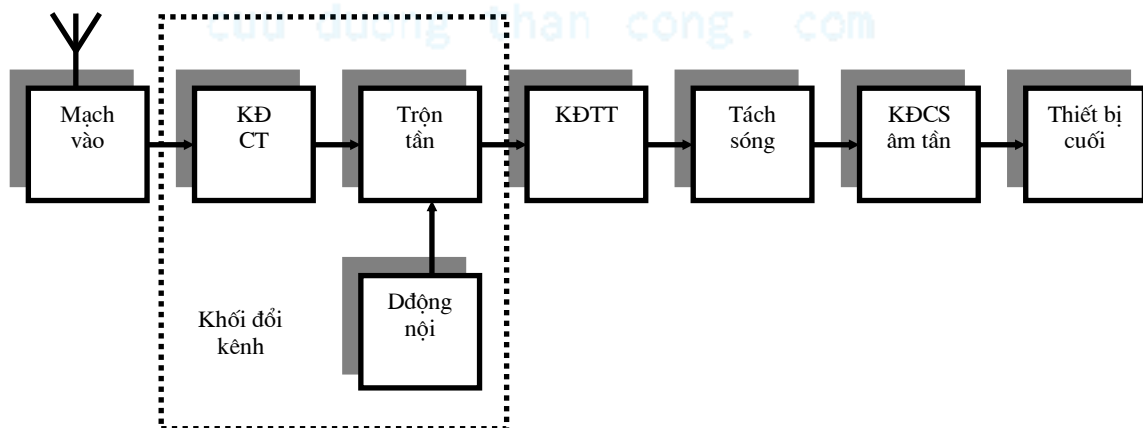 cuu duong than cong. com
Mạch
vào
KĐ
CT
Trộn
tần
KĐTT
Tách
sóng
KĐCS
âm tần
Thiết bị
cuối
Dđộng
nội
Khối đổi
kênh